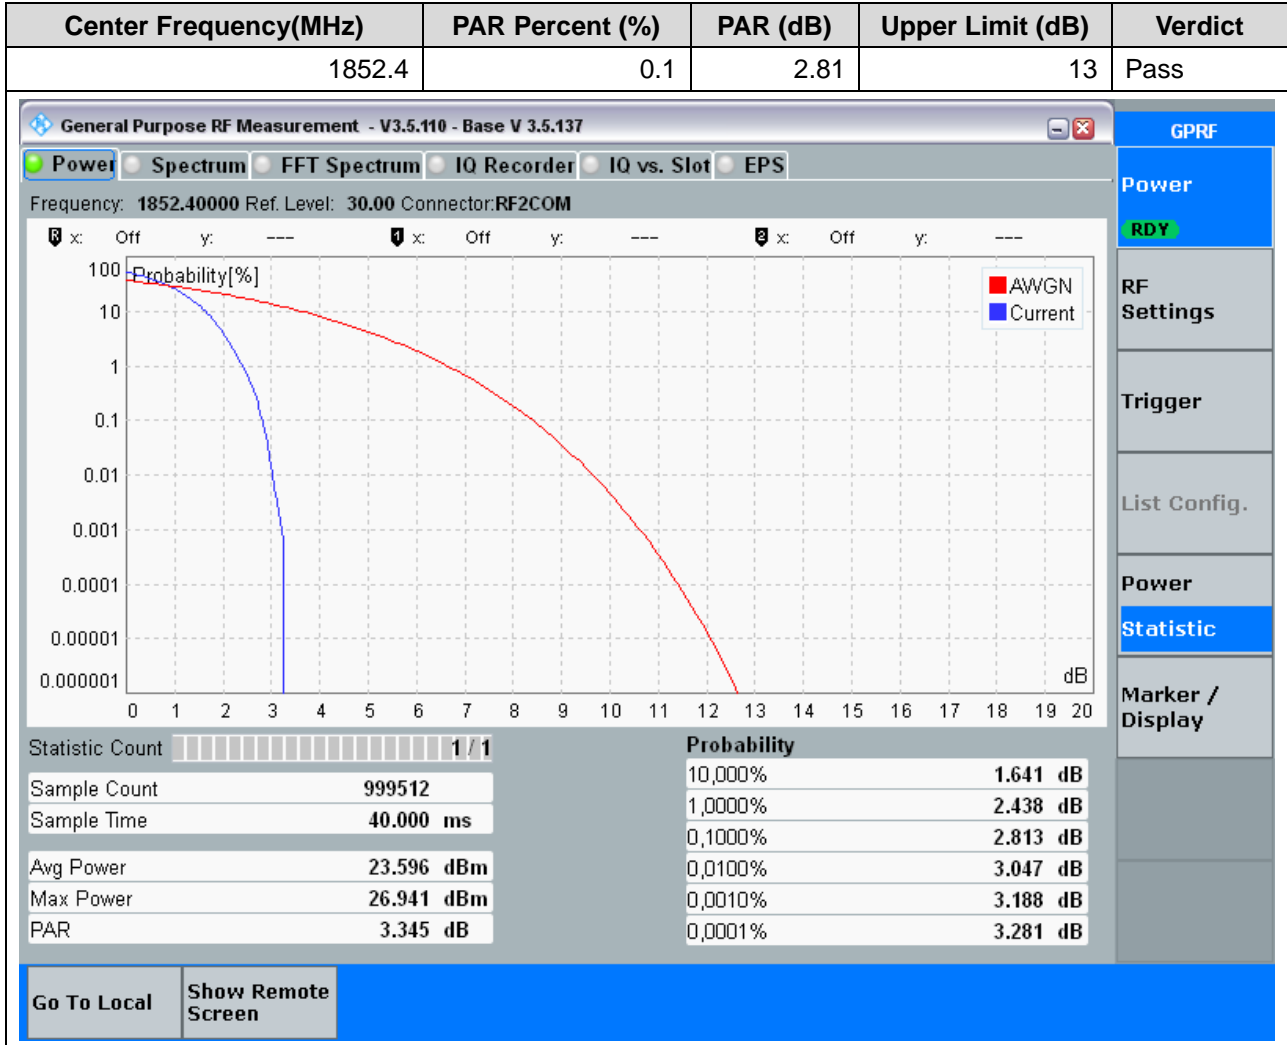 Center Frequency(MHz) PAR Percent (%) PAR (dB) Upper Limit (dB) Verdict
1852.4 0.1 2.81 13 Pass
General Purpose RF Measurement - V3.5.110 - Base V 3.5.137
GPRF
Power Spectrum FFT Spectrum IQ Recorder IQ vs. Slot EPS
Power
RDY
Frequency: 1852.40000 Ref. Level: 30.00 Connector:RF2COM
R x: Off y: --- 1 x: Off y: --- 2 x: Off y: ---
Probability[%]
AWGN
Current
100
10
1
0.1
0.01
0.001
0.0001
0.00001
0.000001
dB
0 1 2 3 4 5 6 7 8 9 10 11 12 13 14 15 16 17 18 19 20
RF
Settings
Trigger
List Config.
Power
Statistic
Marker /
Display
Statistic Count 1 / 1
Sample Count 999512
Sample Time 40.000 ms
Avg Power 23.596 dBm
Max Power 26.941 dBm
PAR 3.345 dB
Probability
10,000% 1.641 dB
1,0000% 2.438 dB
0,1000% 2.813 dB
0,0100% 3.047 dB
0,0010% 3.188 dB
0,0001% 3.281 dB
Go To Local
Show Remote
Screen